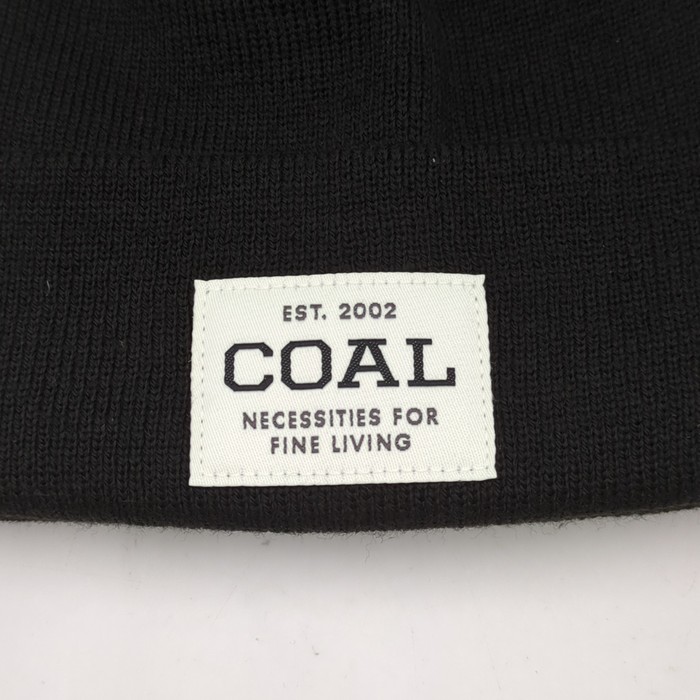 EST. 2002
COAL
NECESSITIES FOR
FINE LIVING